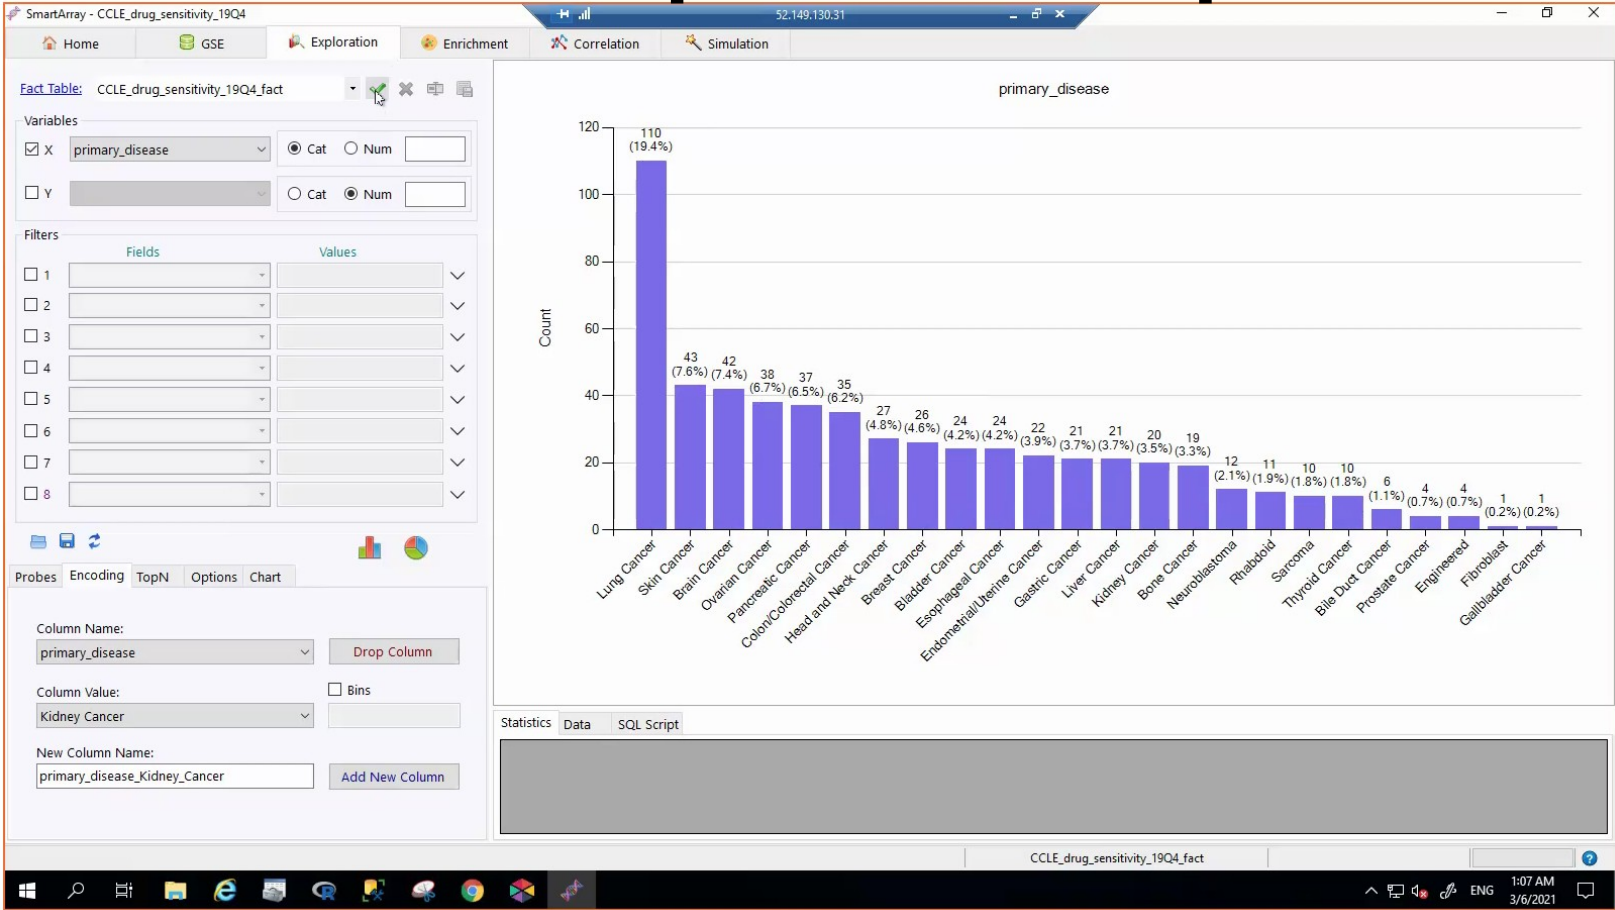 SmartArray - CCLE_drug_sensitivity_19Q4
52.149.130.31
Home
GSE
Exploration
Enrichment
Correlation
Simulation
Fact Table:
CCLE_drug_sensitivity_19Q4_fact
Variables
X
primary_disease
Cat
Num
Y
Cat
Num
Filters
Fields
Values
1
2
3
4
5
6
7
8
Probes
Encoding
TopN
Options
Chart
Column Name:
primary_disease
Drop Column
Column Value:
Bins
Kidney Cancer
New Column Name:
primary_disease_Kidney_Cancer
Add New Column
primary_disease
Count
120
100
80
60
40
20
0
110
(19.4%)
43
(7.6%)
42
(7.4%)
38
(6.7%)
37
(6.5%)
35
(6.2%)
27
(4.8%)
26
(4.6%)
24
(4.2%)
24
(4.2%)
22
(3.9%)
21
(3.7%)
21
(3.7%)
20
(3.5%)
19
(3.3%)
12
(2.1%)
11
(1.9%)
10
(1.8%)
10
(1.8%)
6
(1.1%)
4
(0.7%)
4
(0.7%)
1
(0.2%)
1
(0.2%)
Lung Cancer
Skin Cancer
Brain Cancer
Ovarian Cancer
Pancreatic Cancer
Colon/Colorectal Cancer
Head and Neck Cancer
Breast Cancer
Bladder Cancer
Esophageal Cancer
Endometrial/Uterine Cancer
Gastric Cancer
Liver Cancer
Kidney Cancer
Bone Cancer
Neuroblastoma
Rhabdoid
Sarcoma
Thyroid Cancer
Bile Duct Cancer
Prostate Cancer
Engineered
Fibroblast
Gallbladder Cancer
Statistics
Data
SQL Script
CCLE_drug_sensitivity_19Q4_fact
ENG
1:07 AM
3/6/2021